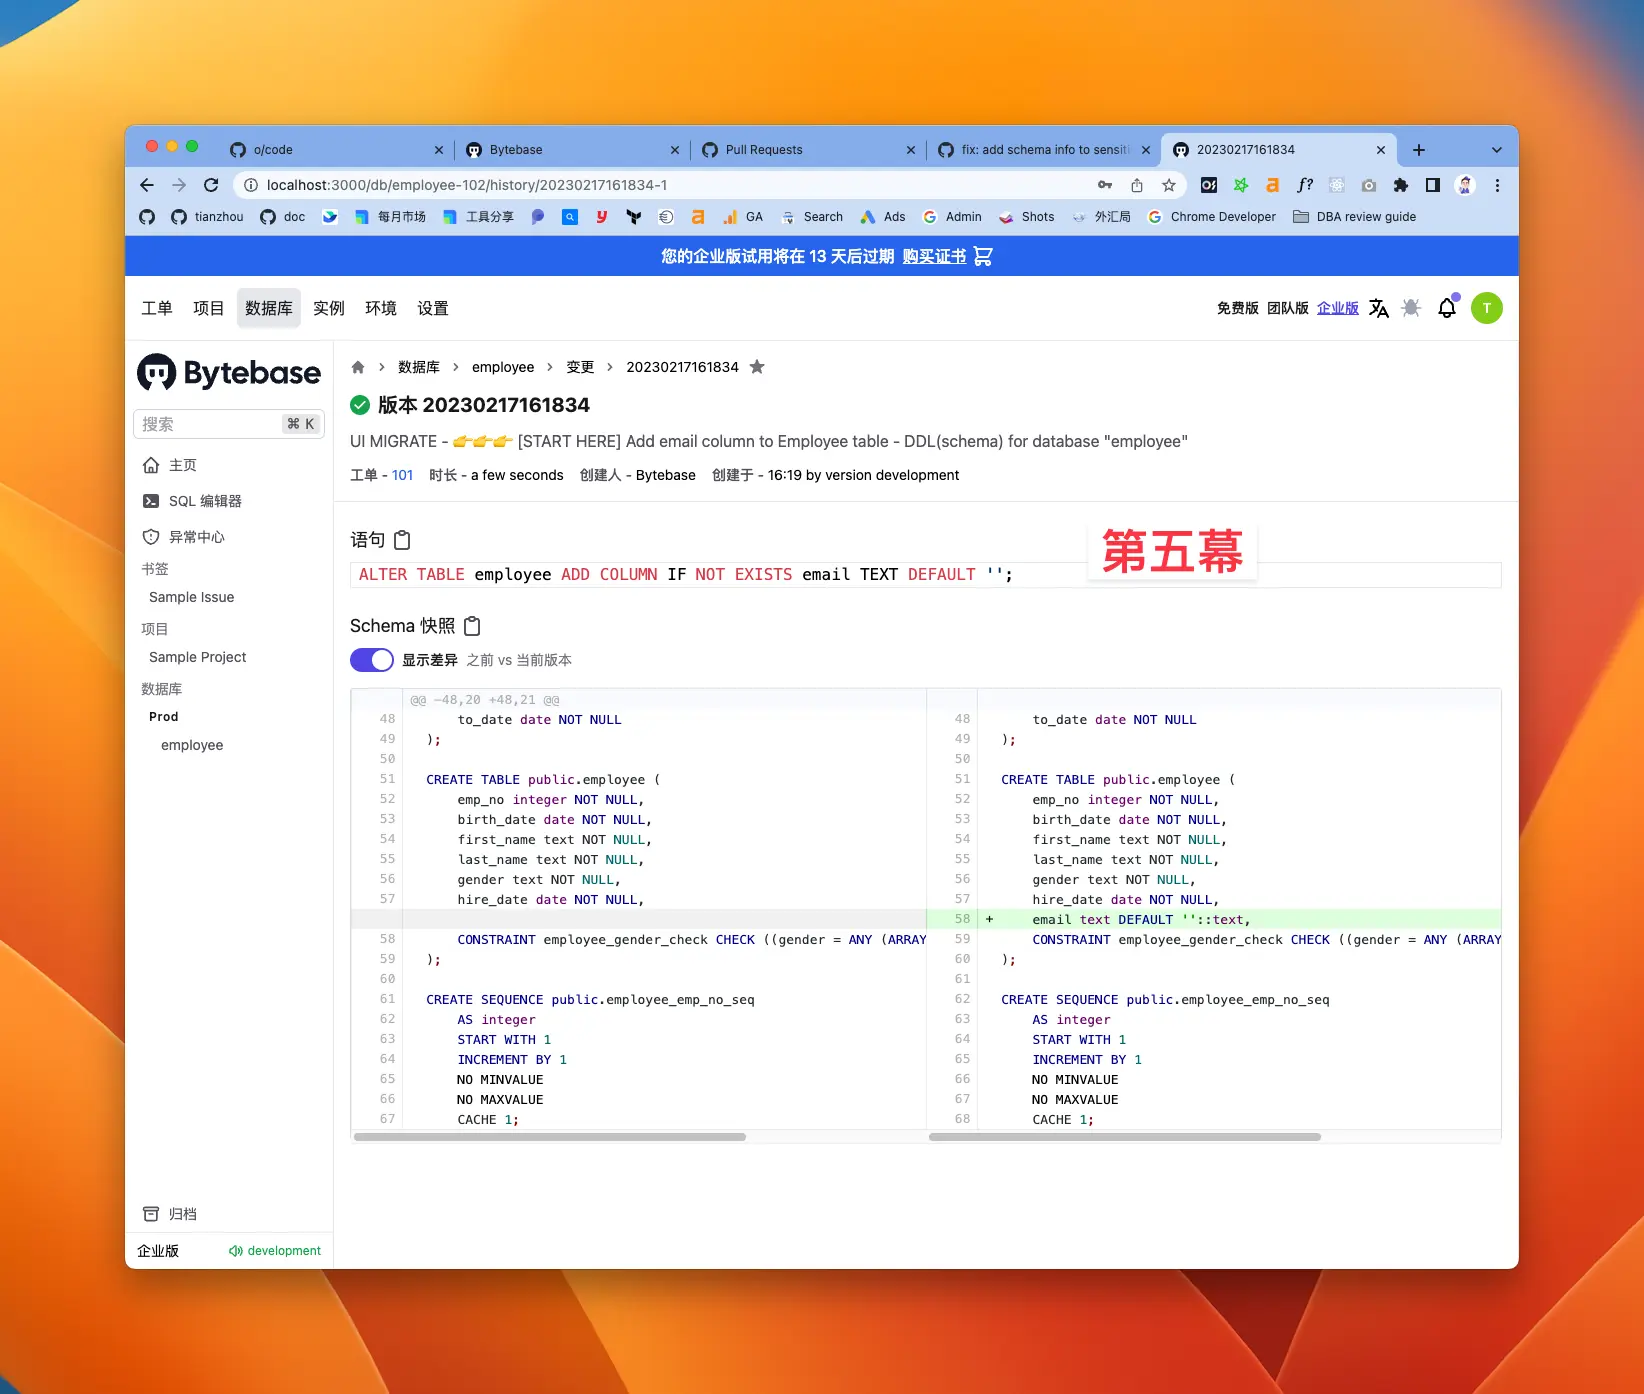 o/code
Bytebase
Pull Requests
fix: add schema info to sensiti
20230217161834
localhost:3000/db/employee-102/history/20230217161834-1
tianzhou
doc
每月市场
工具分享
GA
Search
Ads
Admin
Shots
外汇局
Chrome Developer
DBA review guide
您的企业版试用将在 13 天后过期 购买证书
工单 项目 数据库 实例 环境 设置
免费版 团队版 企业版
T
Bytebase
搜索 ⌘ K
主页
SQL 编辑器
异常中心
书签
Sample Issue
项目
Sample Project
数据库
Prod
employee
归档
企业版 development
数据库 > employee > 变更 > 20230217161834
版本 20230217161834
UI MIGRATE - 👉👉👉 [START HERE] Add email column to Employee table - DDL(schema) for database "employee"
工单 - 101 时长 - a few seconds 创建人 - Bytebase 创建于 - 16:19 by version development
语句
第五幕
ALTER TABLE employee ADD COLUMN IF NOT EXISTS email TEXT DEFAULT '';
Schema 快照
显示差异 之前 vs 当前版本
@@ -48,20 +48,21 @@
48 to_date date NOT NULL
49 );
50
51 CREATE TABLE public.employee (
52 emp_no integer NOT NULL,
53 birth_date date NOT NULL,
54 first_name text NOT NULL,
55 last_name text NOT NULL,
56 gender text NOT NULL,
57 hire_date date NOT NULL,
58 CONSTRAINT employee_gender_check CHECK ((gender = ANY (ARRAY
59 );
60
61 CREATE SEQUENCE public.employee_emp_no_seq
62 AS integer
63 START WITH 1
64 INCREMENT BY 1
65 NO MINVALUE
66 NO MAXVALUE
67 CACHE 1;
48 to_date date NOT NULL
49 );
50
51 CREATE TABLE public.employee (
52 emp_no integer NOT NULL,
53 birth_date date NOT NULL,
54 first_name text NOT NULL,
55 last_name text NOT NULL,
56 gender text NOT NULL,
57 hire_date date NOT NULL,
58 + email text DEFAULT ''::text,
59 CONSTRAINT employee_gender_check CHECK ((gender = ANY (ARRAY
60 );
61
62 CREATE SEQUENCE public.employee_emp_no_seq
63 AS integer
64 START WITH 1
65 INCREMENT BY 1
66 NO MINVALUE
67 NO MAXVALUE
68 CACHE 1;